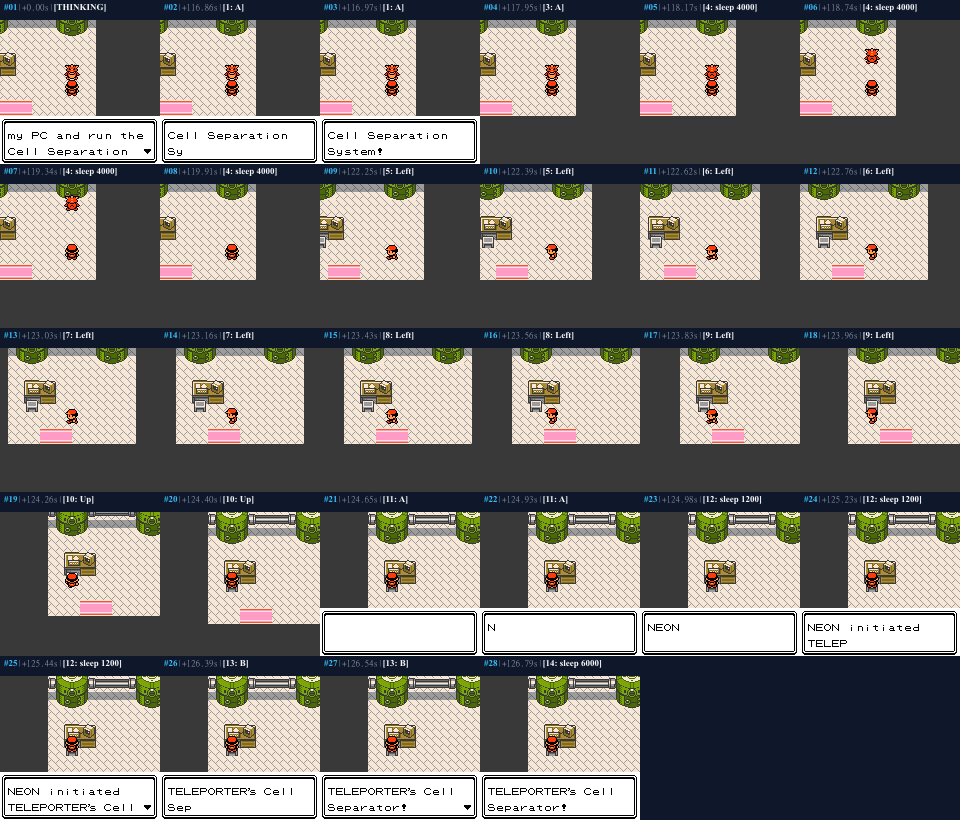 #01|+0.00s|[THINKING]
#02|+116.86s|[1: A]
#03|+116.97s|[1: A]
#04|+117.95s|[3: A]
#05|+118.17s|[4: sleep 4000]
#06|+118.74s|[4: sleep 4000]
my PC and run the
Cell Separation ▼
Cell Separation
Sy
Cell Separation
System!
#07|+119.34s|[4: sleep 4000]
#08|+119.91s|[4: sleep 4000]
#09|+122.25s|[5: Left]
#10|+122.39s|[5: Left]
#11|+122.62s|[6: Left]
#12|+122.76s|[6: Left]
#13|+123.03s|[7: Left]
#14|+123.16s|[7: Left]
#15|+123.43s|[8: Left]
#16|+123.56s|[8: Left]
#17|+123.83s|[9: Left]
#18|+123.96s|[9: Left]
#19|+124.26s|[10: Up]
#20|+124.40s|[10: Up]
#21|+124.65s|[11: A]
#22|+124.93s|[11: A]
#23|+124.98s|[12: sleep 1200]
#24|+125.23s|[12: sleep 1200]
N
NEON
NEON initiated
TELEP
#25|+125.44s|[12: sleep 1200]
#26|+126.39s|[13: B]
#27|+126.54s|[13: B]
#28|+126.79s|[14: sleep 6000]
NEON initiated
TELEPORTER's Cell ▼
TELEPORTER's Cell
Sep
TELEPORTER's Cell
Separator! ▼
TELEPORTER's Cell
Separator!